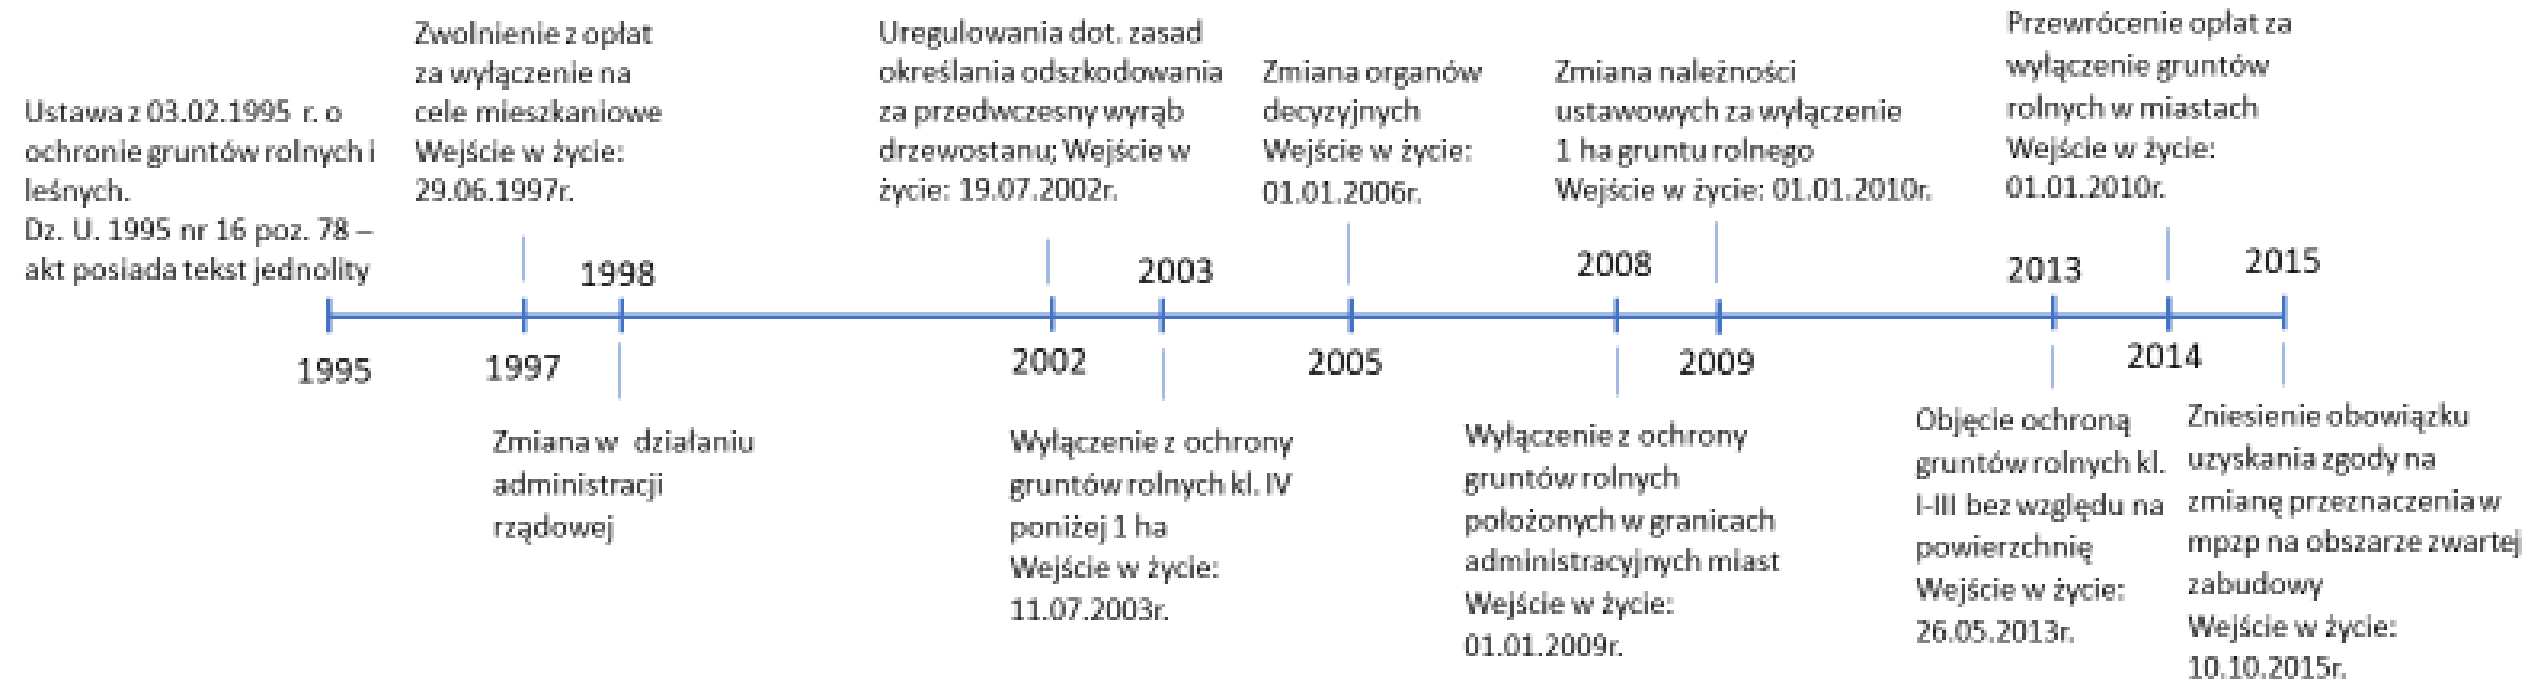 Ustawa z 03.02.1995 r. o
ochronie gruntów rolnych i
leśnych.
Dz. U. 1995 nr 16 poz. 78 –
akt posiada tekst jednolity
Zwolnienie z opłat
za wyłączenie na
cele mieszkaniowe
Wejście w życie:
29.06.1997r.
Uregulowania dot. zasad
określania odszkodowania
za przedwczesny wyrąb
drzewostanu; Wejście w
życie: 19.07.2002r.
Zmiana organów
decyzyjnych
Wejście w życie:
01.01.2006r.
Zmiana należności
ustawowych za wyłączenie
1 ha gruntu rolnego
Wejście w życie: 01.01.2010r.
Przewrócenie opłat za
wyłączenie gruntów
rolnych w miastach
Wejście w życie:
01.01.2010r.
1998
2003
2008
2013
2015
1995
1997
2002
2005
2009
2014
Zmiana w działaniu
administracji
rządowej
Wyłączenie z ochrony
gruntów rolnych kl. IV
poniżej 1 ha
Wejście w życie:
11.07.2003r.
Wyłączenie z ochrony
gruntów rolnych
położonych w granicach
administracyjnych miast
Wejście w życie:
01.01.2009r.
Objęcie ochroną
gruntów rolnych kl.
I-III bez względu na
powierzchnię
Wejście w życie:
26.05.2013r.
Zniesienie obowiązku
uzyskania zgody na
zmianę przeznaczenia w
mpzp na obszarze zwartej
zabudowy
Wejście w życie:
10.10.2015r.